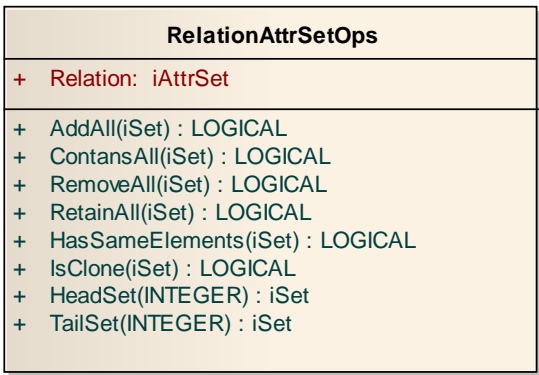 RelationAttrSetOps
+ Relation: iAttrSet
+ AddAll(iSet) : LOGICAL
+ ContansAll(iSet) : LOGICAL
+ RemoveAll(iSet) : LOGICAL
+ RetainAll(iSet) : LOGICAL
+ HasSameElements(iSet) : LOGICAL
+ IsClone(iSet) : LOGICAL
+ HeadSet(INTEGER) : iSet
+ TailSet(INTEGER) : iSet